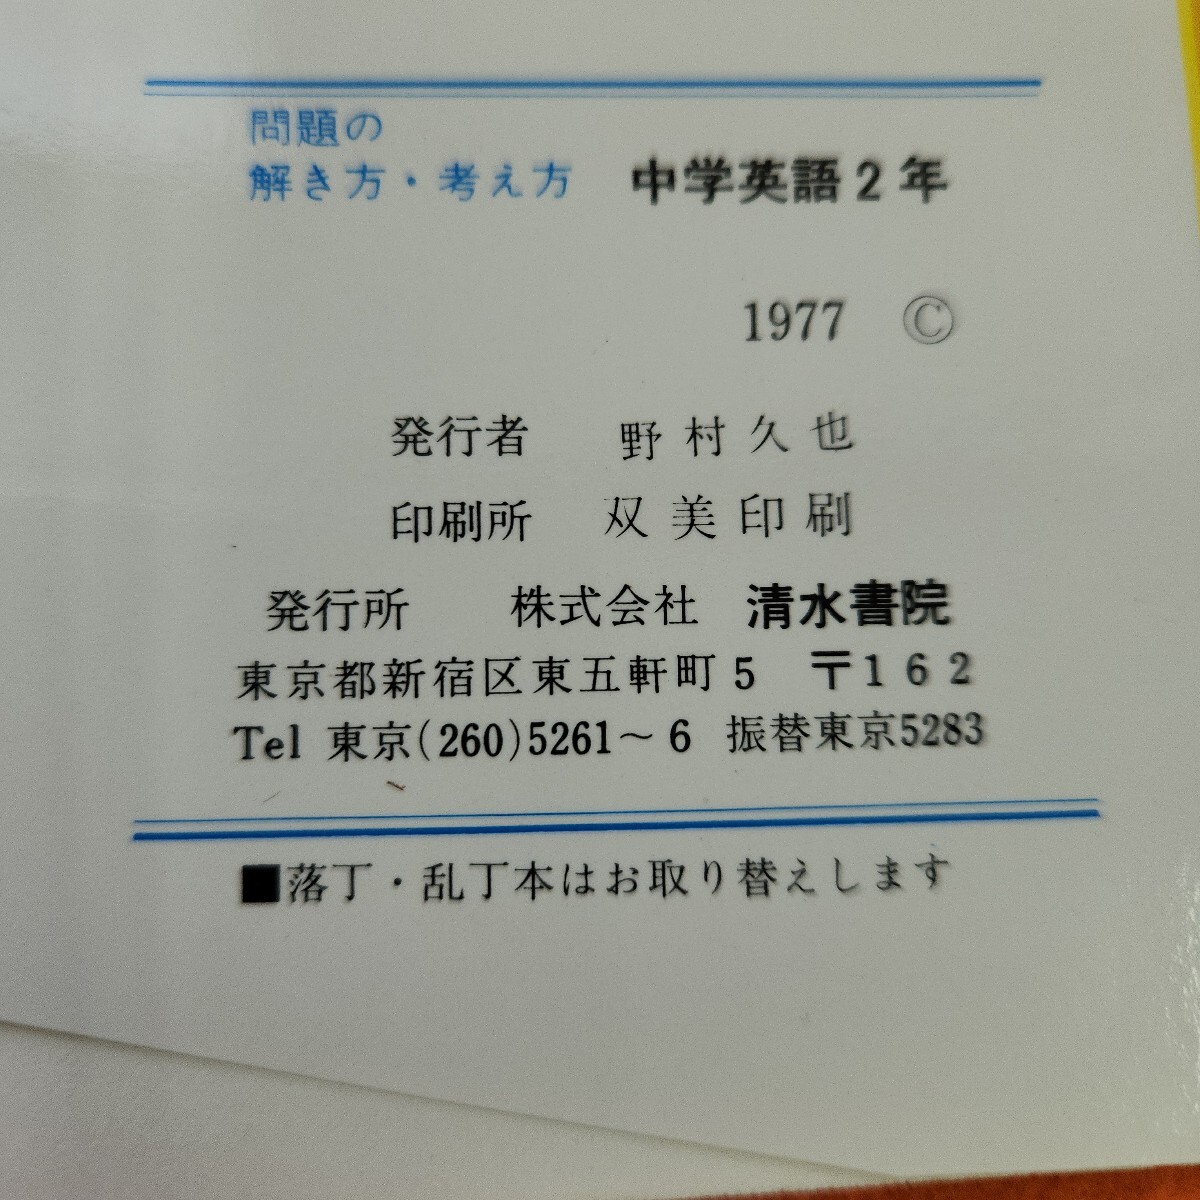 問題の
解き方・考え方 中学英語2年
1977 Ⓒ
発行者 野村久也
印刷所 双美印刷
発行所 株式会社 清水書院
東京都新宿区東五軒町5 〒162
Tel 東京(260)5261～6 振替東京5283
■落丁・乱丁本はお取り替えします